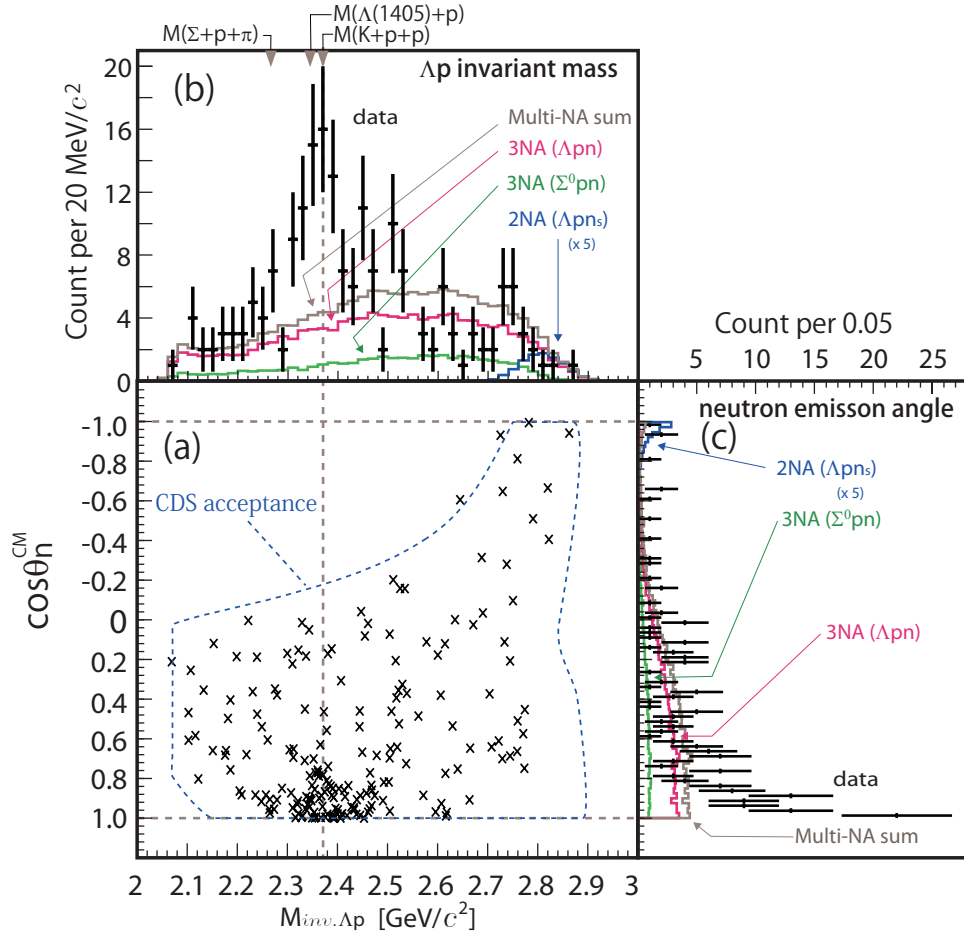 M(Λ(1405)+p)
M(Σ+p+π) M(K+p+p)
20
16
12
8
4
0
Count per 20 MeV/c²
(b)
Λp invariant mass
data
Multi-NA sum
3NA (Λpn)
3NA (Σ⁰pn)
2NA (Λpnₛ)
(x 5)
Count per 0.05
5 10 15 20 25
neutron emisson angle
(c)
2NA (Λpnₛ)
(x 5)
3NA (Σ⁰pn)
3NA (Λpn)
data
Multi-NA sum
(a)
CDS acceptance
-1.0
-0.8
-0.6
-0.4
-0.2
0
0.2
0.4
0.6
0.8
1.0
cosθₙᶜᴹ
2 2.1 2.2 2.3 2.4 2.5 2.6 2.7 2.8 2.9 3
M inv.Λp [GeV/c²]